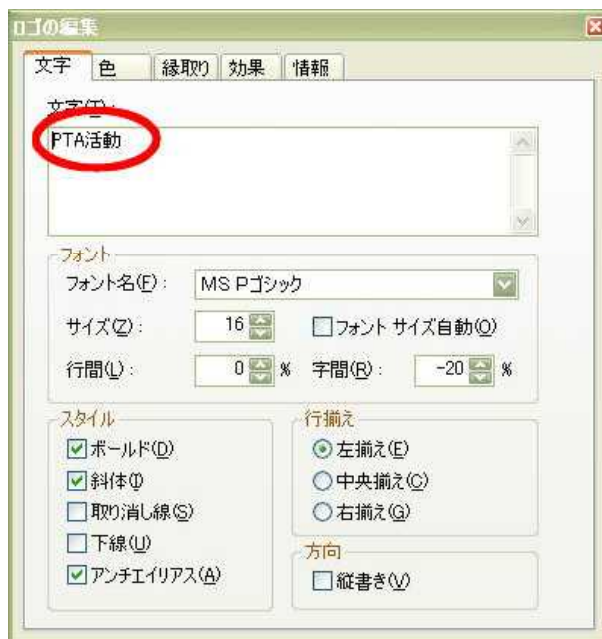 ロゴの編集
文字 色 縁取り 効果 情報
文字(T):
PTA活動
フォント
フォント名(F): MS Pゴシック
サイズ(Z): 16 フォント サイズ自動(O)
行間(L): 0 % 字間(R): -20 %
スタイル
ボールド(D)
斜体(I)
取り消し線(S)
下線(U)
アンチエイリアス(A)
行揃え
左揃え(E)
中央揃え(C)
右揃え(G)
方向
縦書き(V)